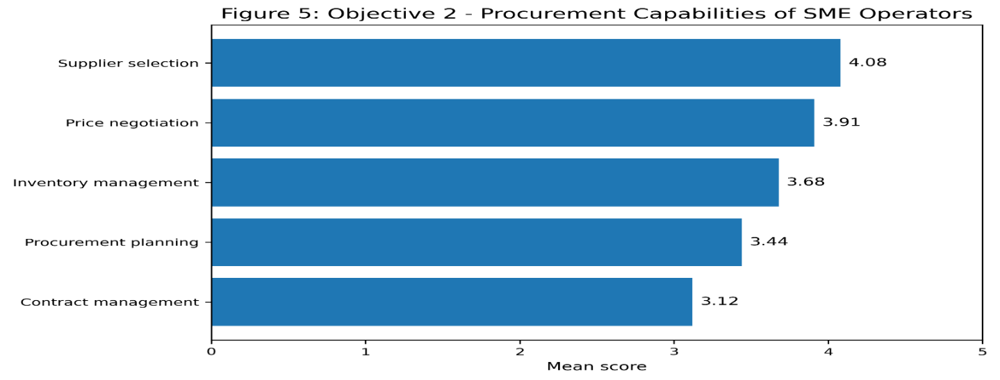 Figure 5: Objective 2 - Procurement Capabilities of SME Operators
Supplier selection
4.08
Price negotiation
3.91
Inventory management
3.68
Procurement planning
3.44
Contract management
3.12
0 1 2 3 4 5
Mean score